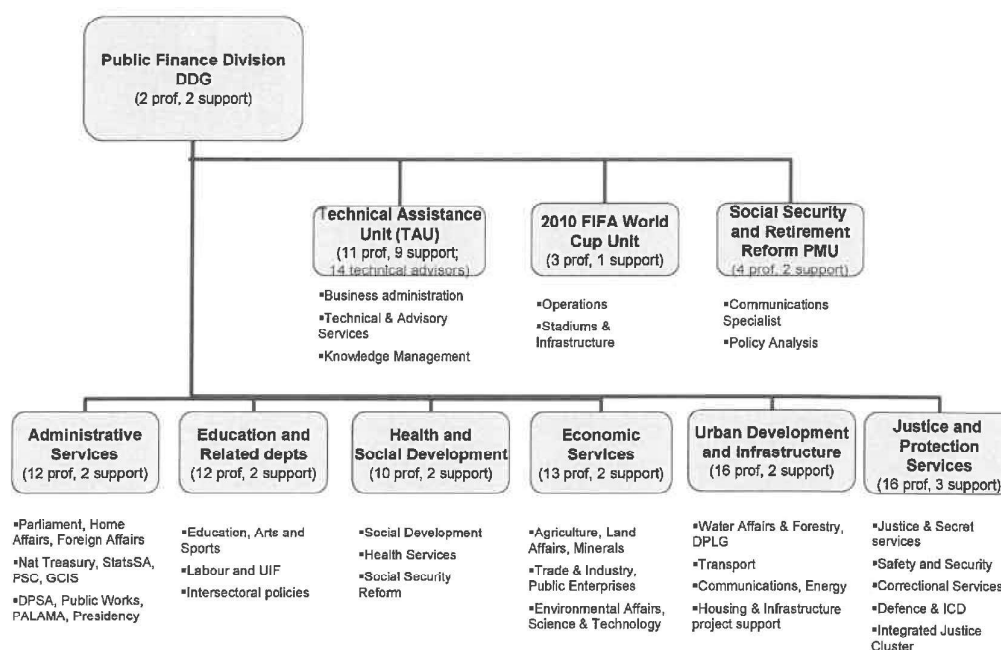 Public Finance Division
DDG
(2 prof, 2 support)
Technical Assistance
Unit (TAU)
(11 prof, 9 support;
14 technical advisors)
▪Business administration
▪Technical & Advisory
Services
▪Knowledge Management
2010 FIFA World
Cup Unit
(3 prof, 1 support)
▪Operations
▪Stadiums &
Infrastructure
Social Security
and Retirement
Reform PMU
(4 prof, 2 support)
▪Communications
Specialist
▪Policy Analysis
Administrative
Services
(12 prof, 2 support)
▪Parliament, Home
Affairs, Foreign Affairs
▪Nat Treasury, StatsSA,
PSC, GCIS
▪DPSA, Public Works,
PALAMA, Presidency
Education and
Related depts
(12 prof, 2 support)
▪Education, Arts and
Sports
▪Labour and UIF
▪Intersectoral policies
Health and
Social Development
(10 prof, 2 support)
▪Social Development
▪Health Services
▪Social Security
Reform
Economic
Services
(13 prof, 2 support)
▪Agriculture, Land
Affairs, Minerals
▪Trade & Industry,
Public Enterprises
▪Environmental Affairs,
Science & Technology
Urban Development
and Infrastructure
(16 prof, 2 support)
▪Water Affairs & Forestry,
DPLG
▪Transport
▪Communications, Energy
▪Housing & Infrastructure
project support
Justice and
Protection
Services
(16 prof, 3 support)
▪Justice & Secret
services
▪Safety and Security
▪Correctional Services
▪Defence & ICD
▪Integrated Justice
Cluster